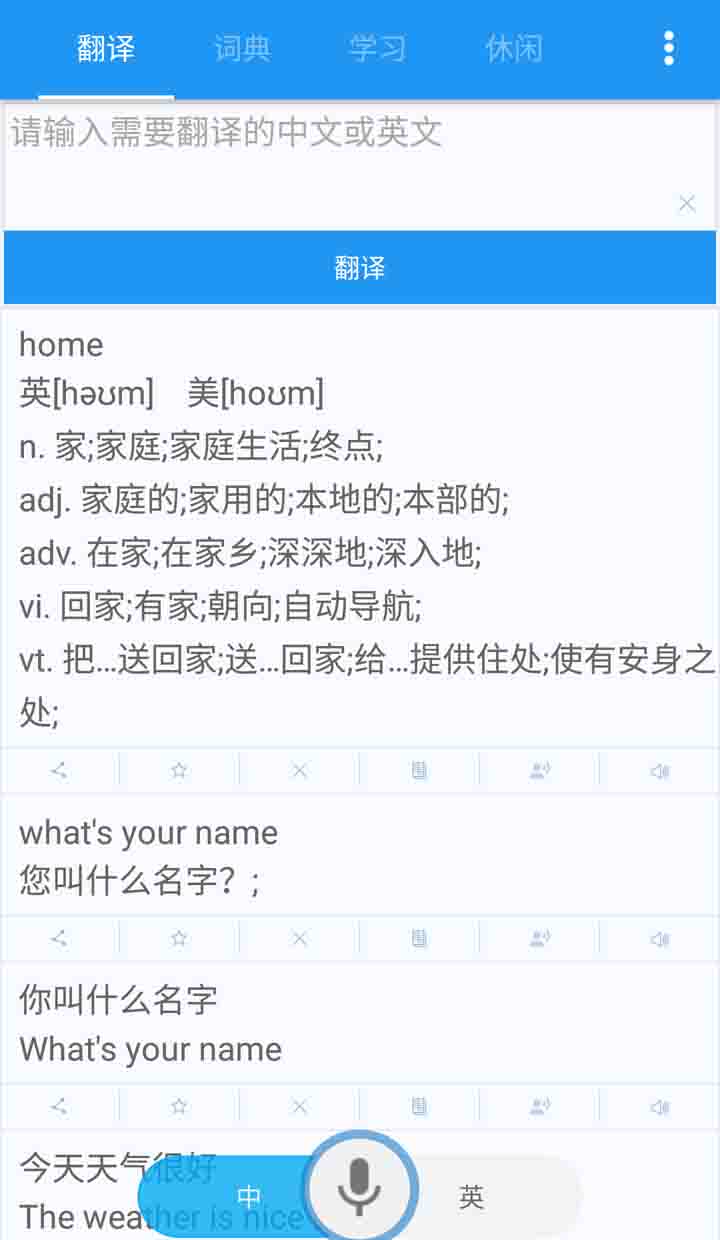 翻译 词典 学习 休闲
请输入需要翻译的中文或英文
翻译
home
英[həʊm] 美[hoʊm]
n. 家;家庭;家庭生活;终点;
adj. 家庭的;家用的;本地的;本部的;
adv. 在家;在家乡;深深地;深入地;
vi. 回家;有家;朝向;自动导航;
vt. 把...送回家;送...回家;给...提供住处;使有安身之
处;
what's your name
您叫什么名字？;
你叫什么名字
What's your name
今天天气很好
中 英
The weather is nice